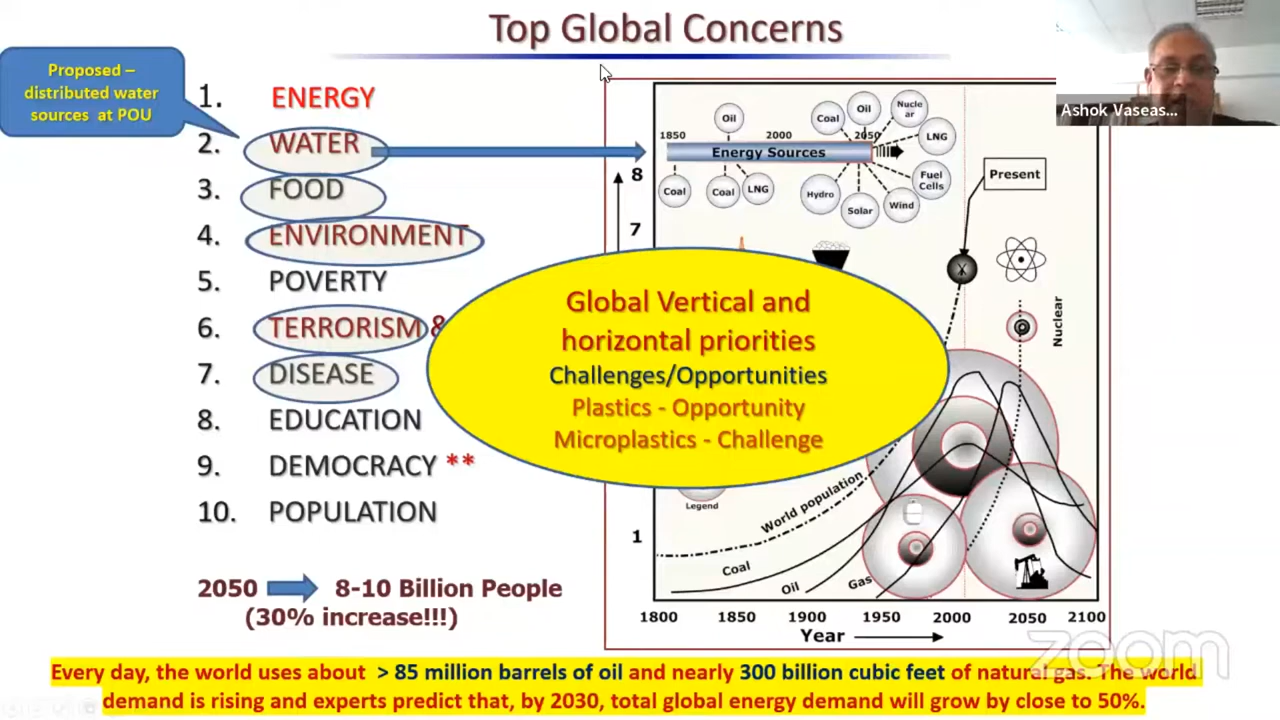 Top Global Concerns
Proposed –
distributed water
sources at POU
1. ENERGY
2. WATER
3. FOOD
4. ENVIRONMENT
5. POVERTY
6. TERRORISM &
7. DISEASE
8. EDUCATION
9. DEMOCRACY **
10. POPULATION
2050 8-10 Billion People
(30% increase!!!)
Ashok Vaseas...
Oil
Coal
Oil
Nucle
ar
LNG
1850
2000
2050
Energy Sources
Coal
Coal
LNG
Hydro
Solar
Wind
Fuel
Cells
Present
8
7
1
Nuclear
Global Vertical and
horizontal priorities
Challenges/Opportunities
Plastics - Opportunity
Microplastics - Challenge
Legend
World population
Coal
Oil
Gas
1800 1850 1900 1950 2000 2050 2100
Year
zoom
Every day, the world uses about > 85 million barrels of oil and nearly 300 billion cubic feet of natural gas. The world
demand is rising and experts predict that, by 2030, total global energy demand will grow by close to 50%.